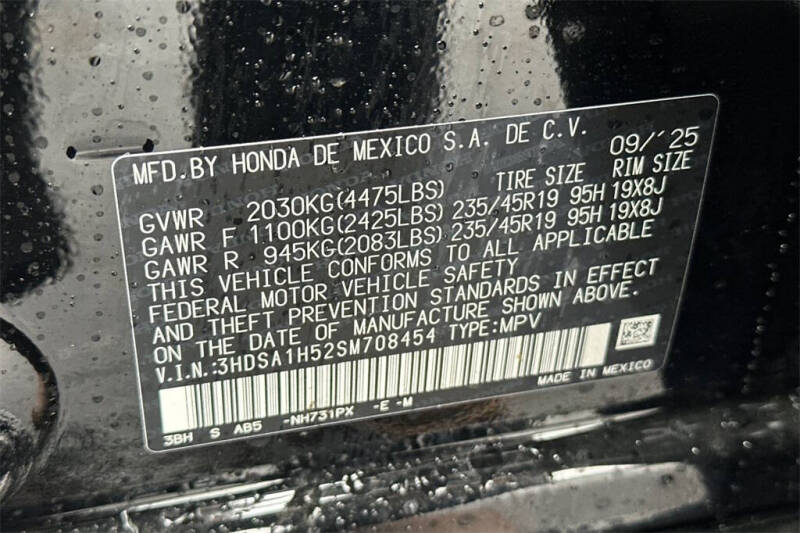 MFD. BY HONDA DE MEXICO S.A. DE C.V. 09/'25
TIRE SIZE RIM SIZE
GVWR 2030KG(4475LBS)
GAWR F 1100KG(2425LBS) 235/45R19 95H 19X8J
GAWR R 945KG(2083LBS) 235/45R19 95H 19X8J
THIS VEHICLE CONFORMS TO ALL APPLICABLE
FEDERAL MOTOR VEHICLE SAFETY
AND THEFT PREVENTION STANDARDS IN EFFECT
ON THE DATE OF MANUFACTURE SHOWN ABOVE.
V.I.N.:3HDSA1H52SM708454 TYPE:MPV
MADE IN MEXICO
3BH S AB5 -NH731PX -E -M